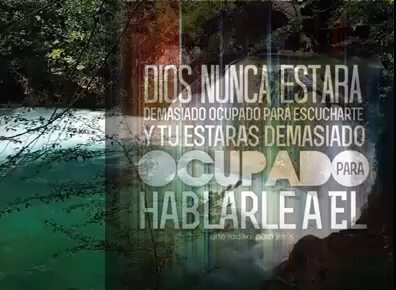 DIOS NUNCA ESTARA
DEMASIADO OCUPADO PARA ESCUCHARTE
Y TU ESTARAS DEMASIADO
OCUPADO PARA
HABLARLE A EL